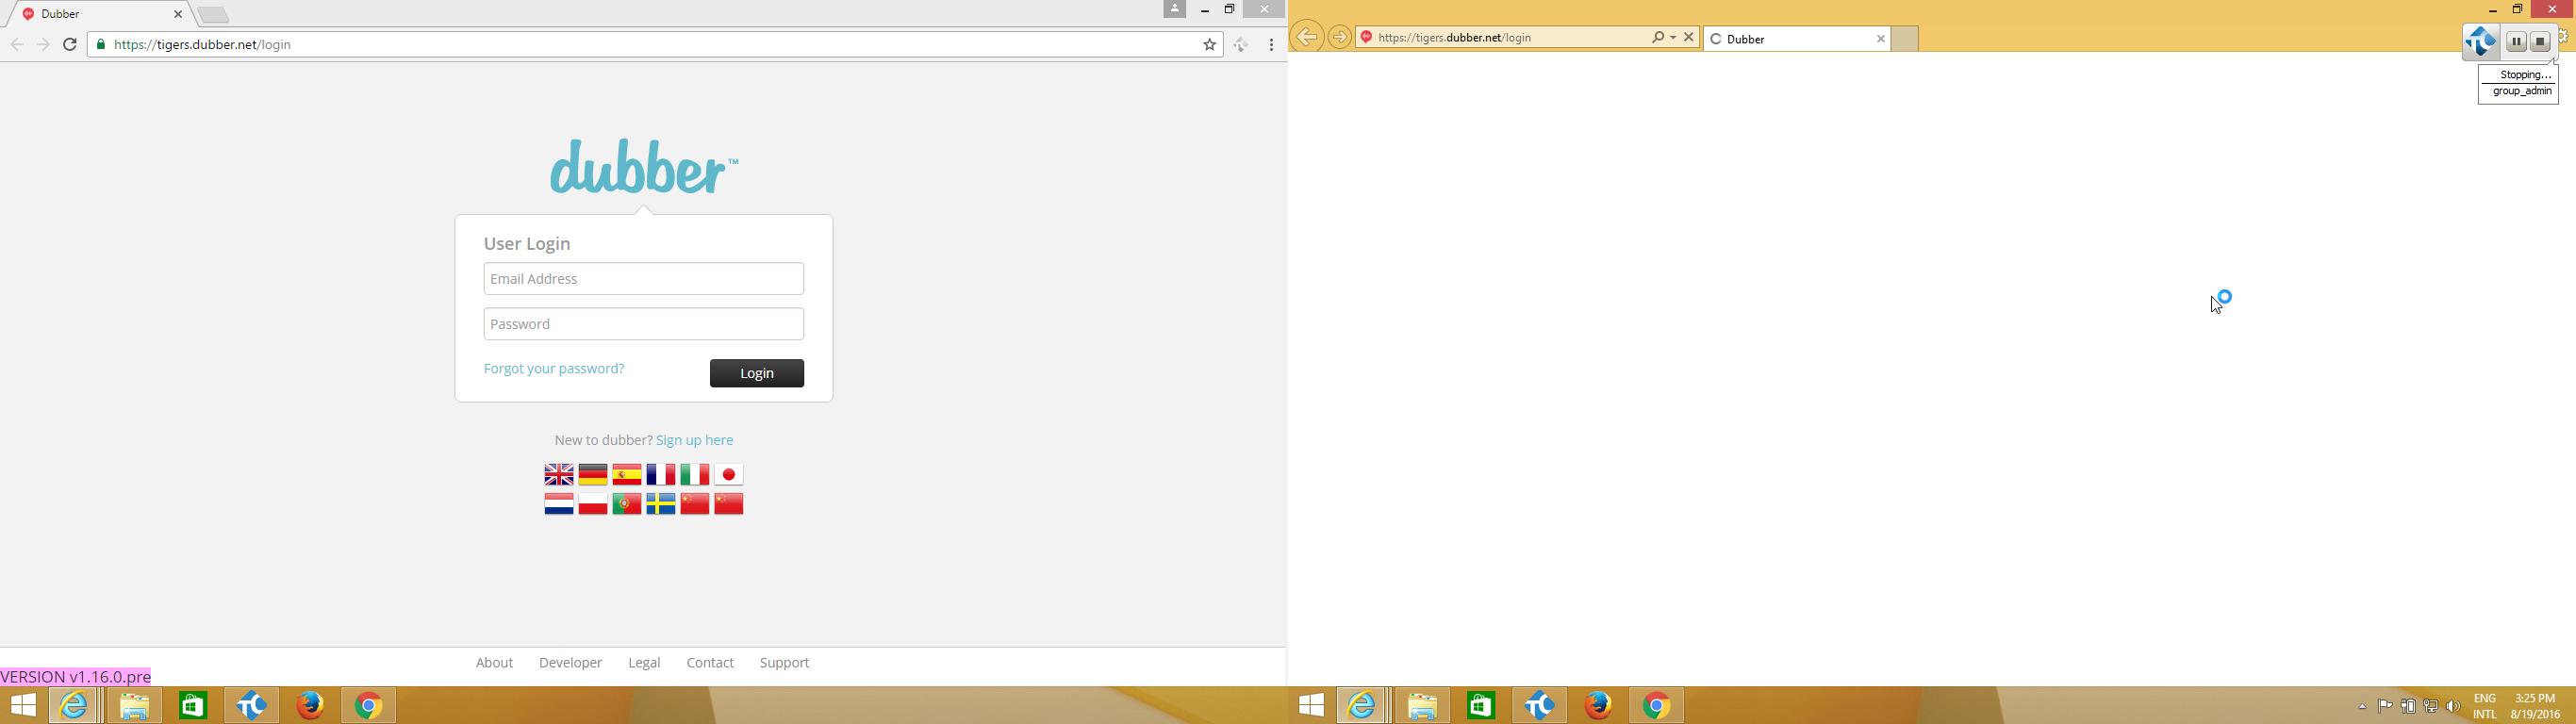 Dubber
https://tigers.dubber.net/login
dubber™
User Login
Email Address
Password
Forgot your password?
Login
New to dubber? Sign up here
About Developer Legal Contact Support
VERSION v1.16.0.pre
https://tigers.dubber.net/login
Dubber
Stopping...
group_admin
ENG 3:25 PM
INTL 8/19/2016